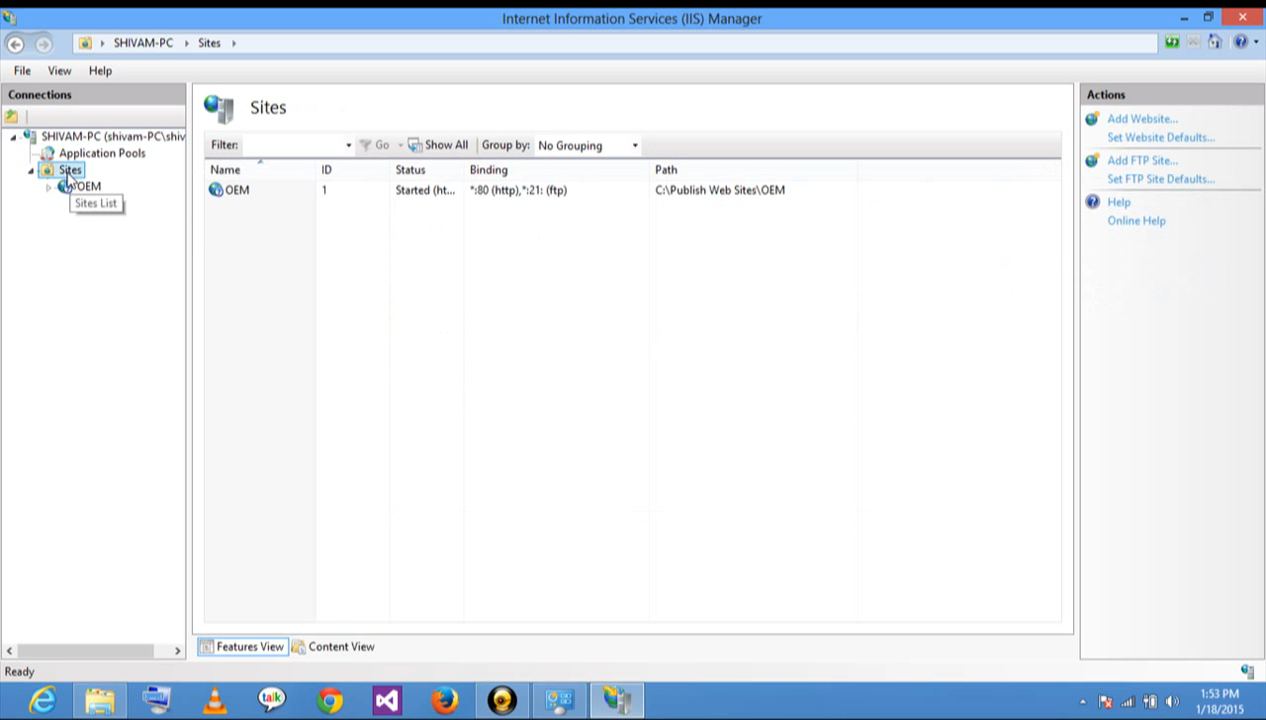 Internet Information Services (IIS) Manager
SHIVAM-PC Sites
File View Help
Connections
SHIVAM-PC (shivam-PC\shiv
Application Pools
Sites
OEM
Sites List
Sites
Filter: Go Show All Group by: No Grouping
Name ID Status Binding Path
OEM 1 Started (ht... *:80 (http),*:21: (ftp) C:\Publish Web Sites\OEM
Actions
Add Website...
Set Website Defaults...
Add FTP Site...
Set FTP Site Defaults...
Help
Online Help
Features View Content View
Ready
talk
1:53 PM
1/18/2015